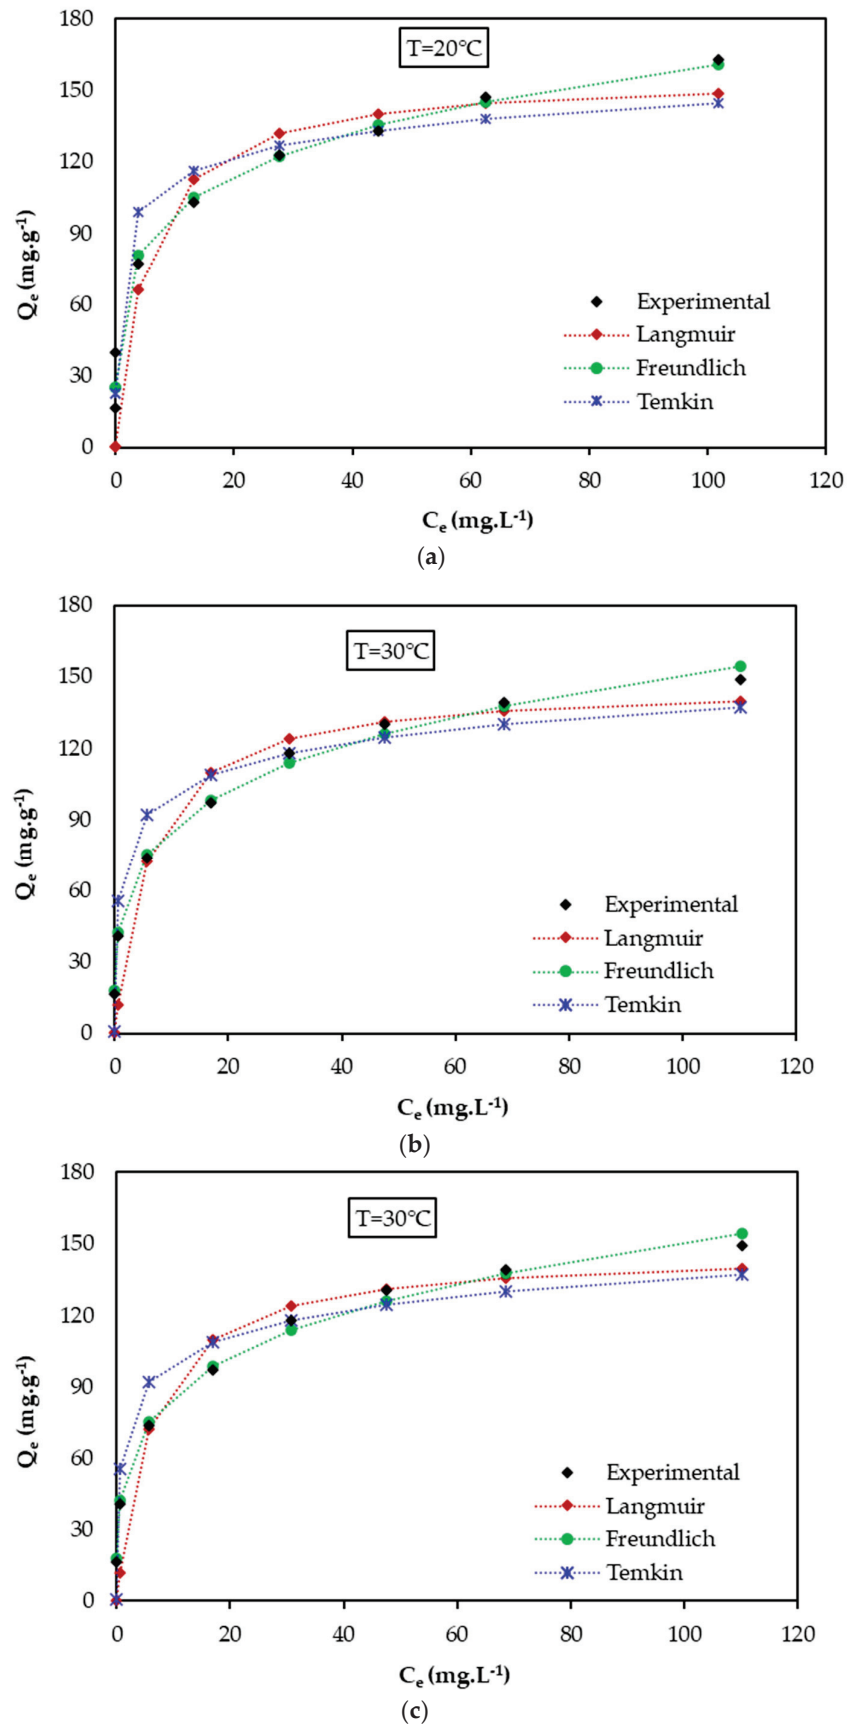 T=20°C
180
150
120
90
60
30
0
Qe (mg.g-1)
Experimental
Langmuir
Freundlich
Temkin
0 20 40 60 80 100 120
Ce (mg.L-1)
(a)
T=30°C
180
150
120
90
60
30
0
Qe (mg.g-1)
Experimental
Langmuir
Freundlich
Temkin
0 20 40 60 80 100 120
Ce (mg.L-1)
(b)
T=30°C
180
150
120
90
60
30
0
Qe (mg.g-1)
Experimental
Langmuir
Freundlich
Temkin
0 20 40 60 80 100 120
Ce (mg.L-1)
(c)